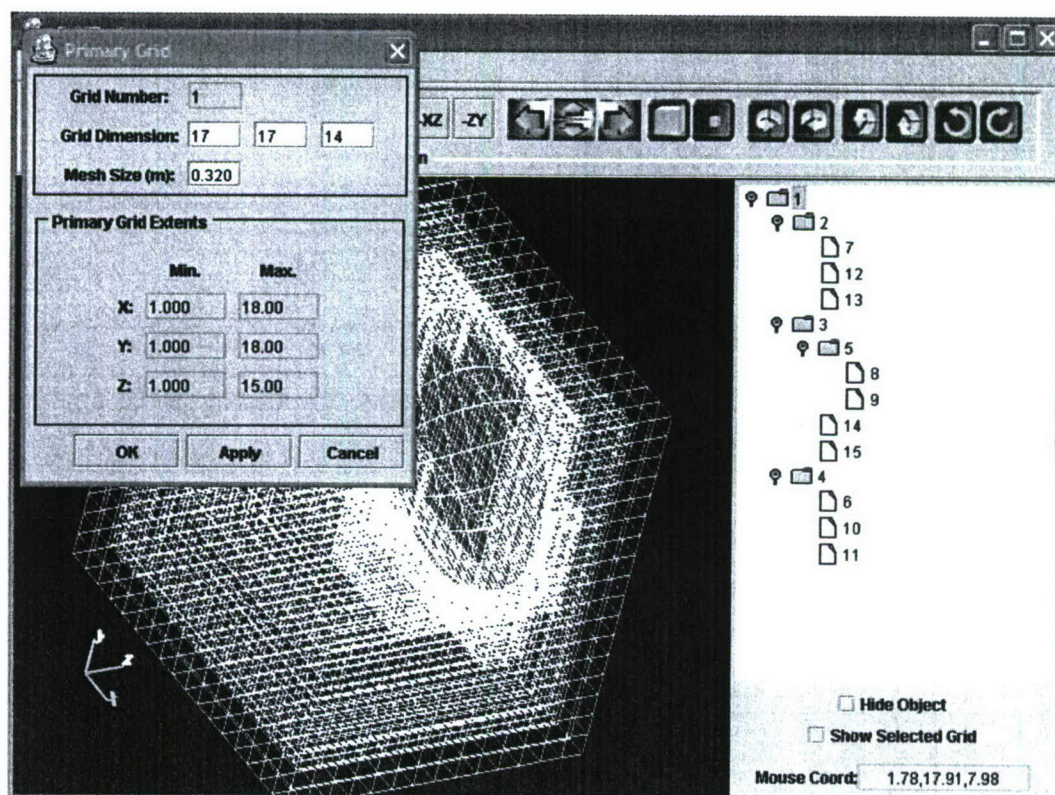 Primary Grid
Grid Number: 1
Grid Dimension: 17 17 14
Mesh Size (m): 0.320
Primary Grid Extents
Min. Max.
X: 1.000 18.00
Y: 1.000 18.00
Z: 1.000 15.00
OK Apply Cancel
-ZY
1
2
7
12
13
3
5
8
9
14
15
4
6
10
11
Hide Object
Show Selected Grid
Mouse Coord: 1.78,17.91,7.98